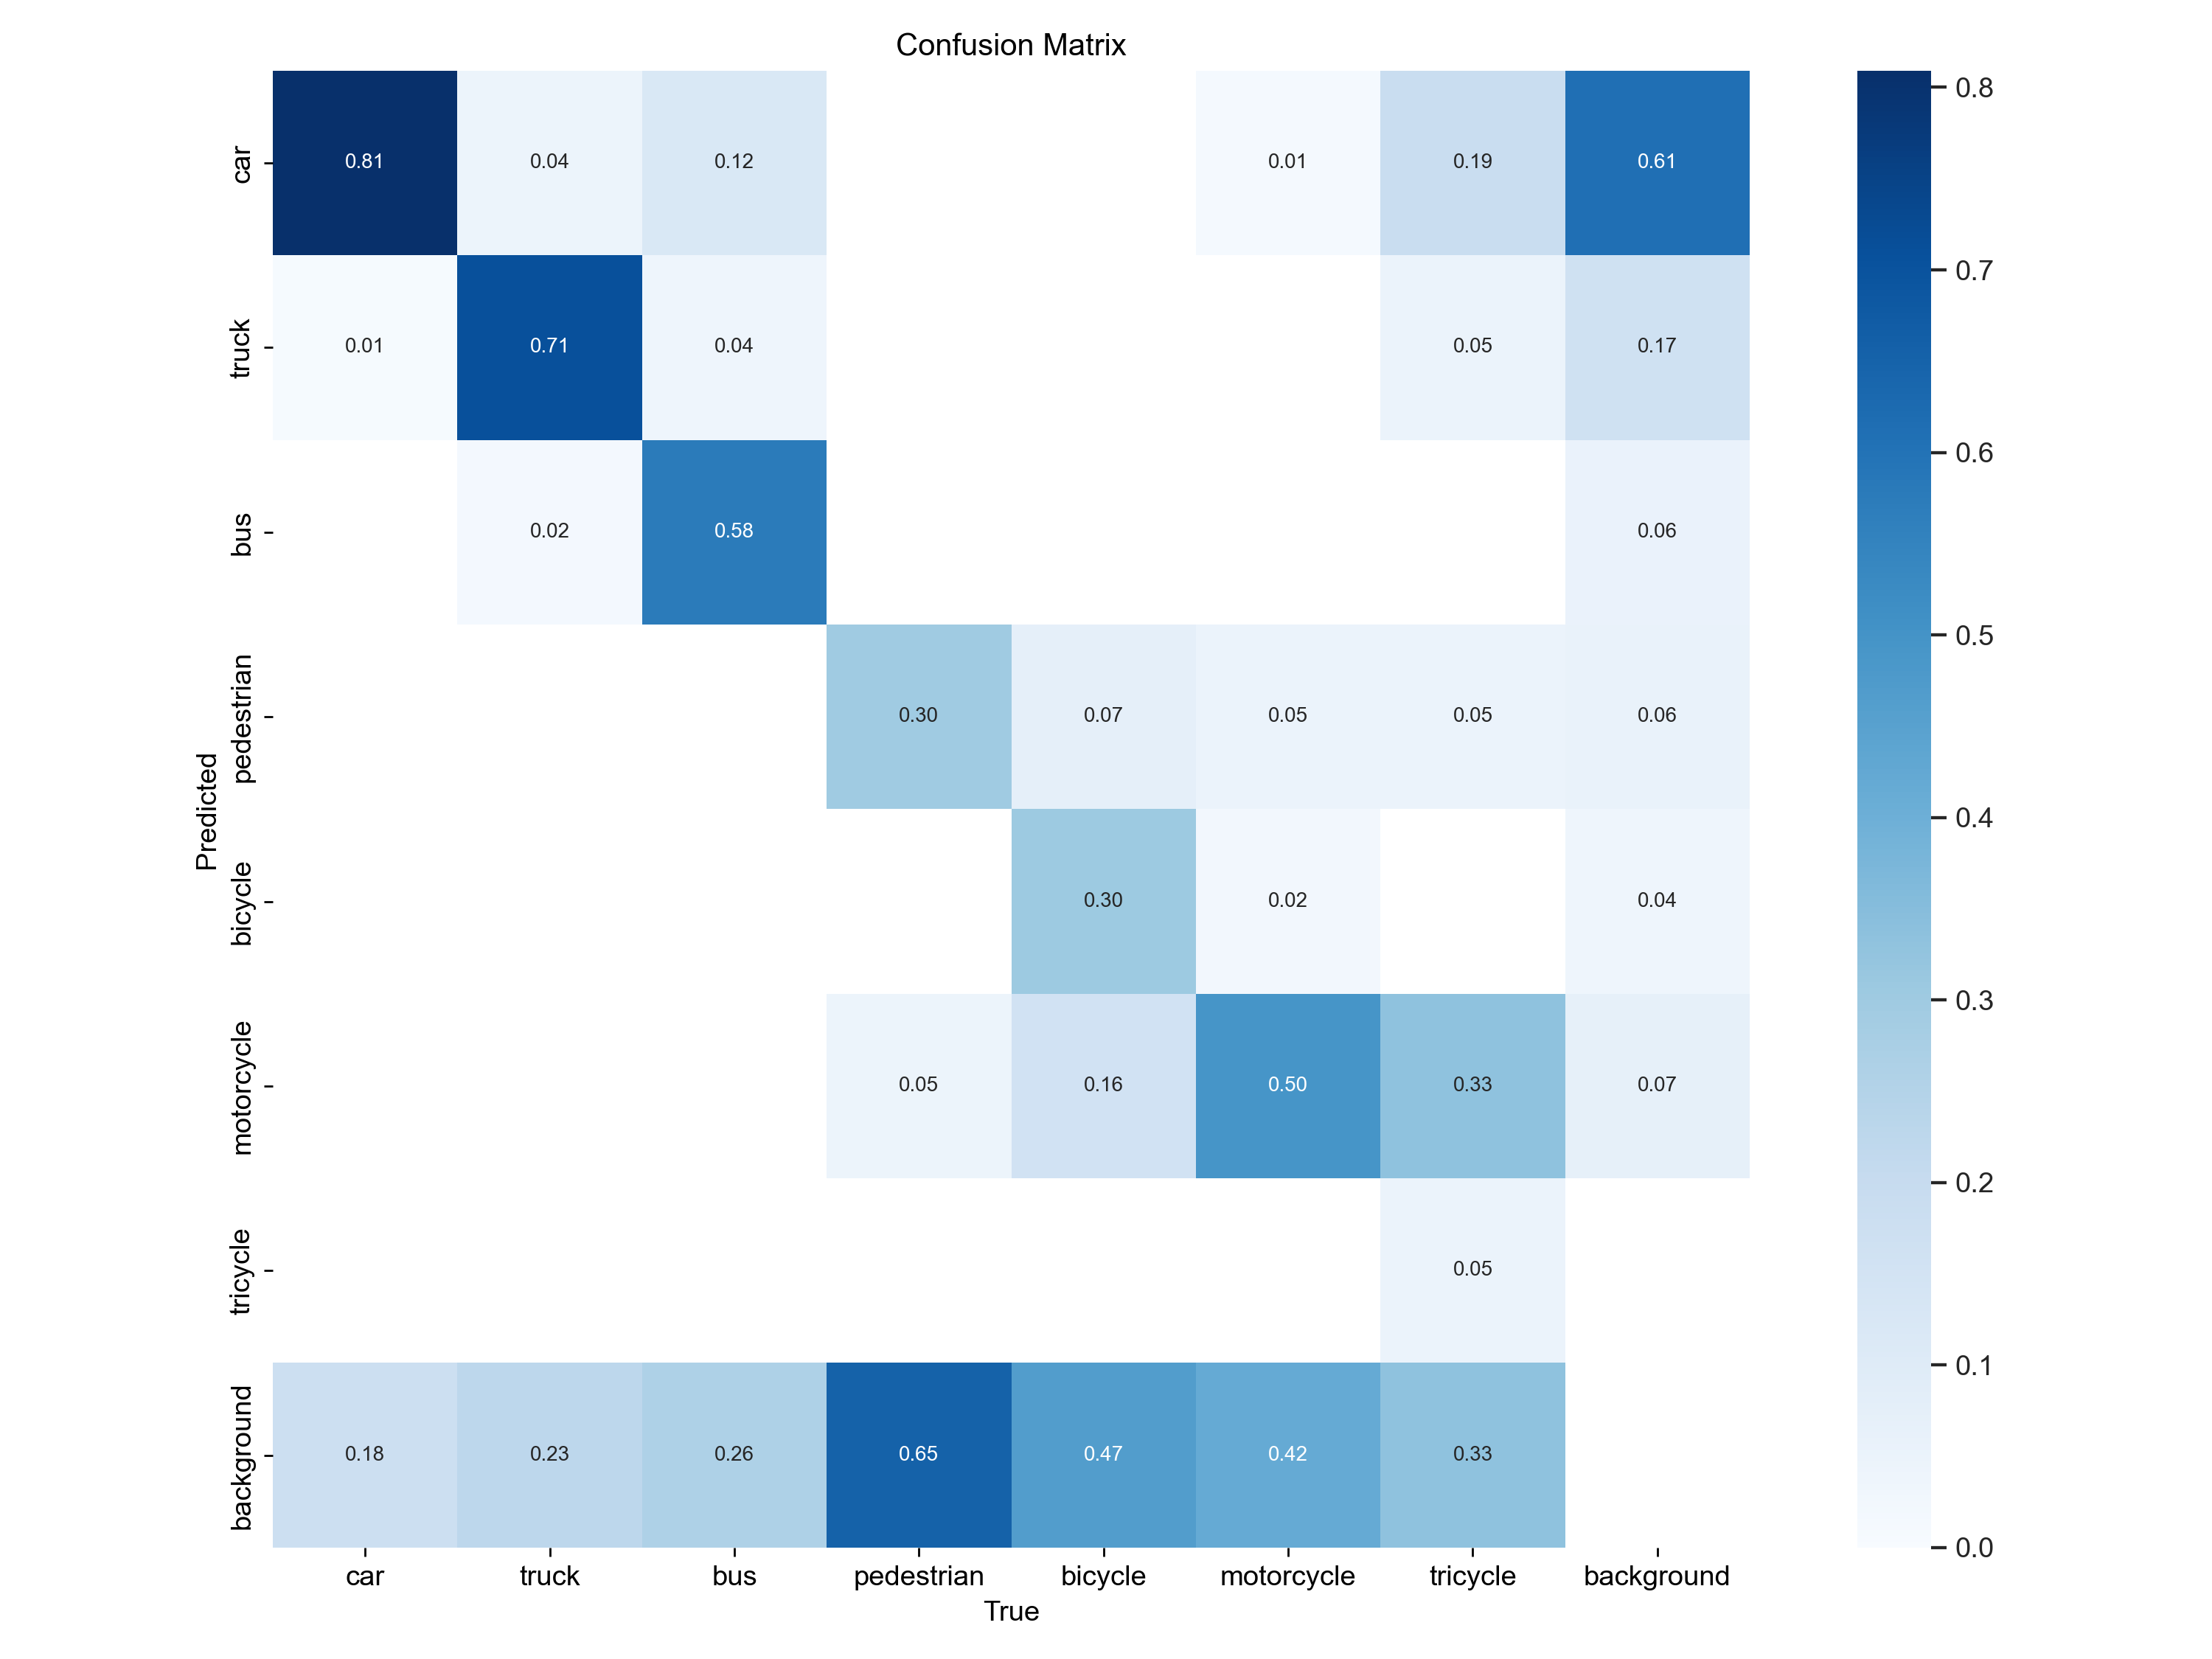 Confusion Matrix
car 0.81 0.04 0.12 0.01 0.19 0.61
truck 0.01 0.71 0.04 0.05 0.17
bus 0.02 0.58 0.06
pedestrian 0.30 0.07 0.05 0.05 0.06
bicycle 0.30 0.02 0.04
motorcycle 0.05 0.16 0.50 0.33 0.07
tricycle 0.05
background 0.18 0.23 0.26 0.65 0.47 0.42 0.33
Predicted
car truck bus pedestrian bicycle motorcycle tricycle background
True
0.8
0.7
0.6
0.5
0.4
0.3
0.2
0.1
0.0